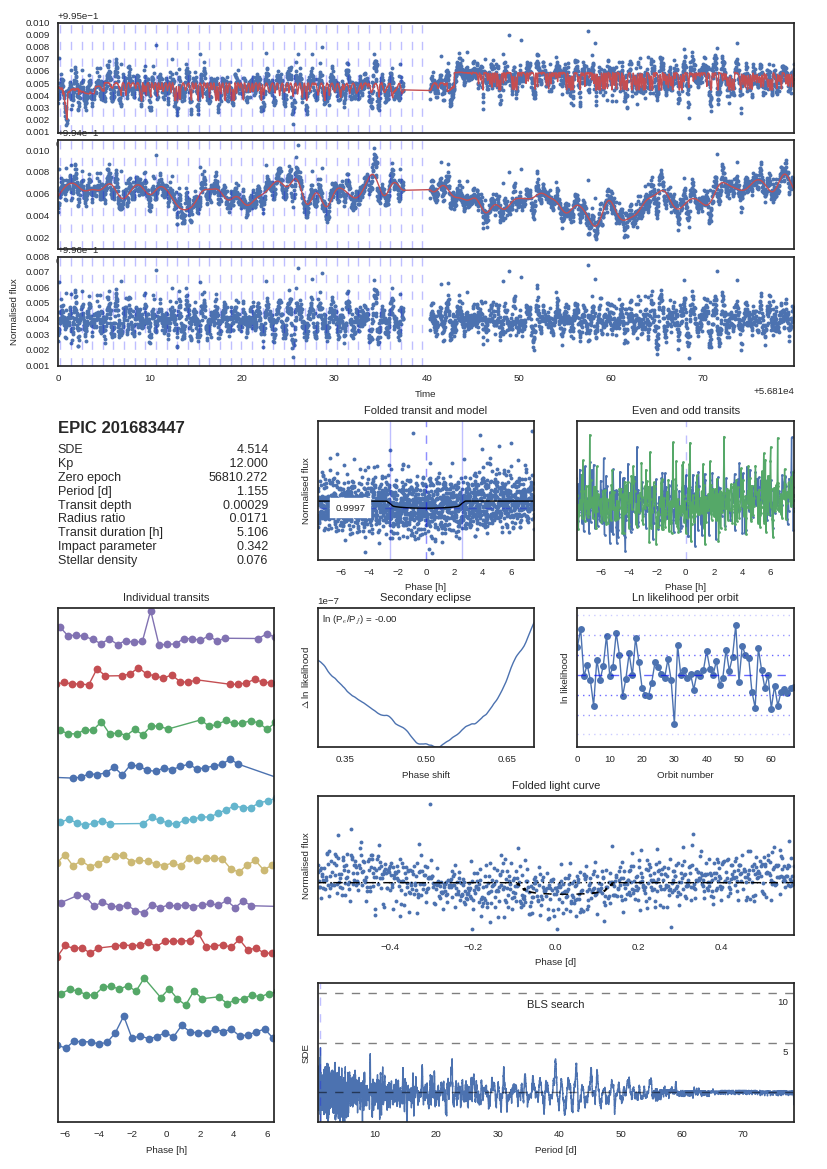 +9.95e−1
0.010
0.009
0.008
0.007
0.006
0.005
0.004
0.003
0.002
0.001
+9.94e−1
0.010
0.008
0.006
0.004
0.002
+9.96e−1
0.008
0.007
0.006
0.005
0.004
0.003
0.002
0.001
Normalised flux
0 10 20 30 40 50 60 70
Time
+5.681e4
EPIC 201683447
SDE 4.514
Kp 12.000
Zero epoch 56810.272
Period [d] 1.155
Transit depth 0.00029
Radius ratio 0.0171
Transit duration [h] 5.106
Impact parameter 0.342
Stellar density 0.076
Folded transit and model
Normalised flux
0.9997
−6 −4 −2 0 2 4 6
Phase [h]
Even and odd transits
−6 −4 −2 0 2 4 6
Phase [h]
Individual transits
−6 −4 −2 0 2 4 6
Phase [h]
Secondary eclipse
1e−7
ln (Pₑ/P𝒻) = -0.00
Δ ln likelihood
0.35 0.50 0.65
Phase shift
Ln likelihood per orbit
ln likelihood
0 10 20 30 40 50 60
Orbit number
Folded light curve
Normalised flux
−0.4 −0.2 0.0 0.2 0.4
Phase [d]
BLS search
10
5
SDE
10 20 30 40 50 60 70
Period [d]